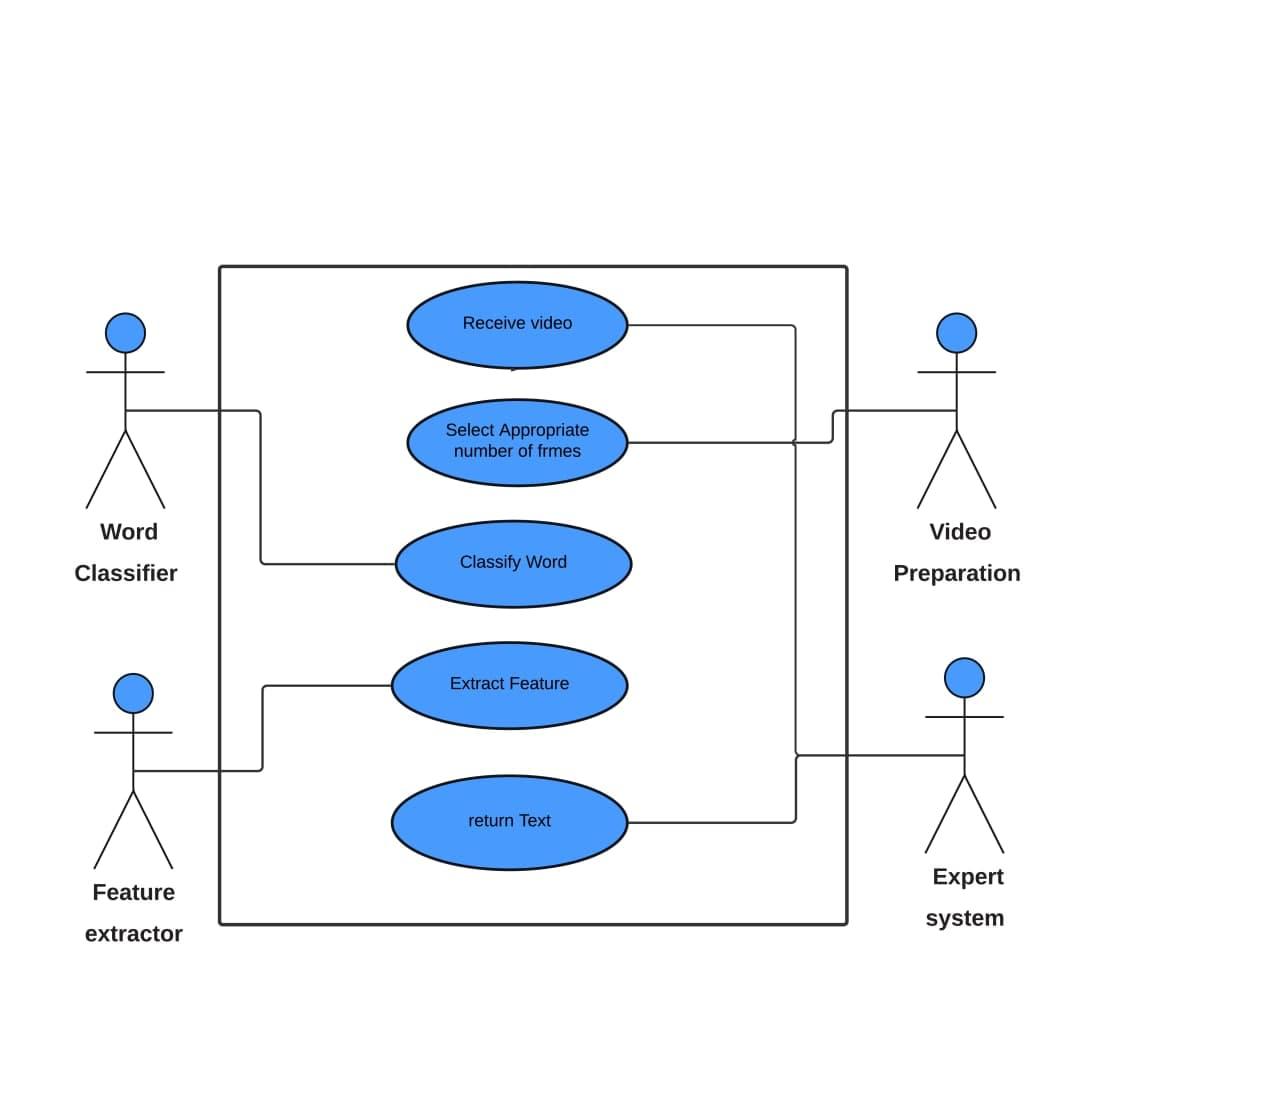 Receive video
Select Appropriate
number of frmes
Classify Word
Extract Feature
return Text
Word
Classifier
Feature
extractor
Video
Preparation
Expert
system